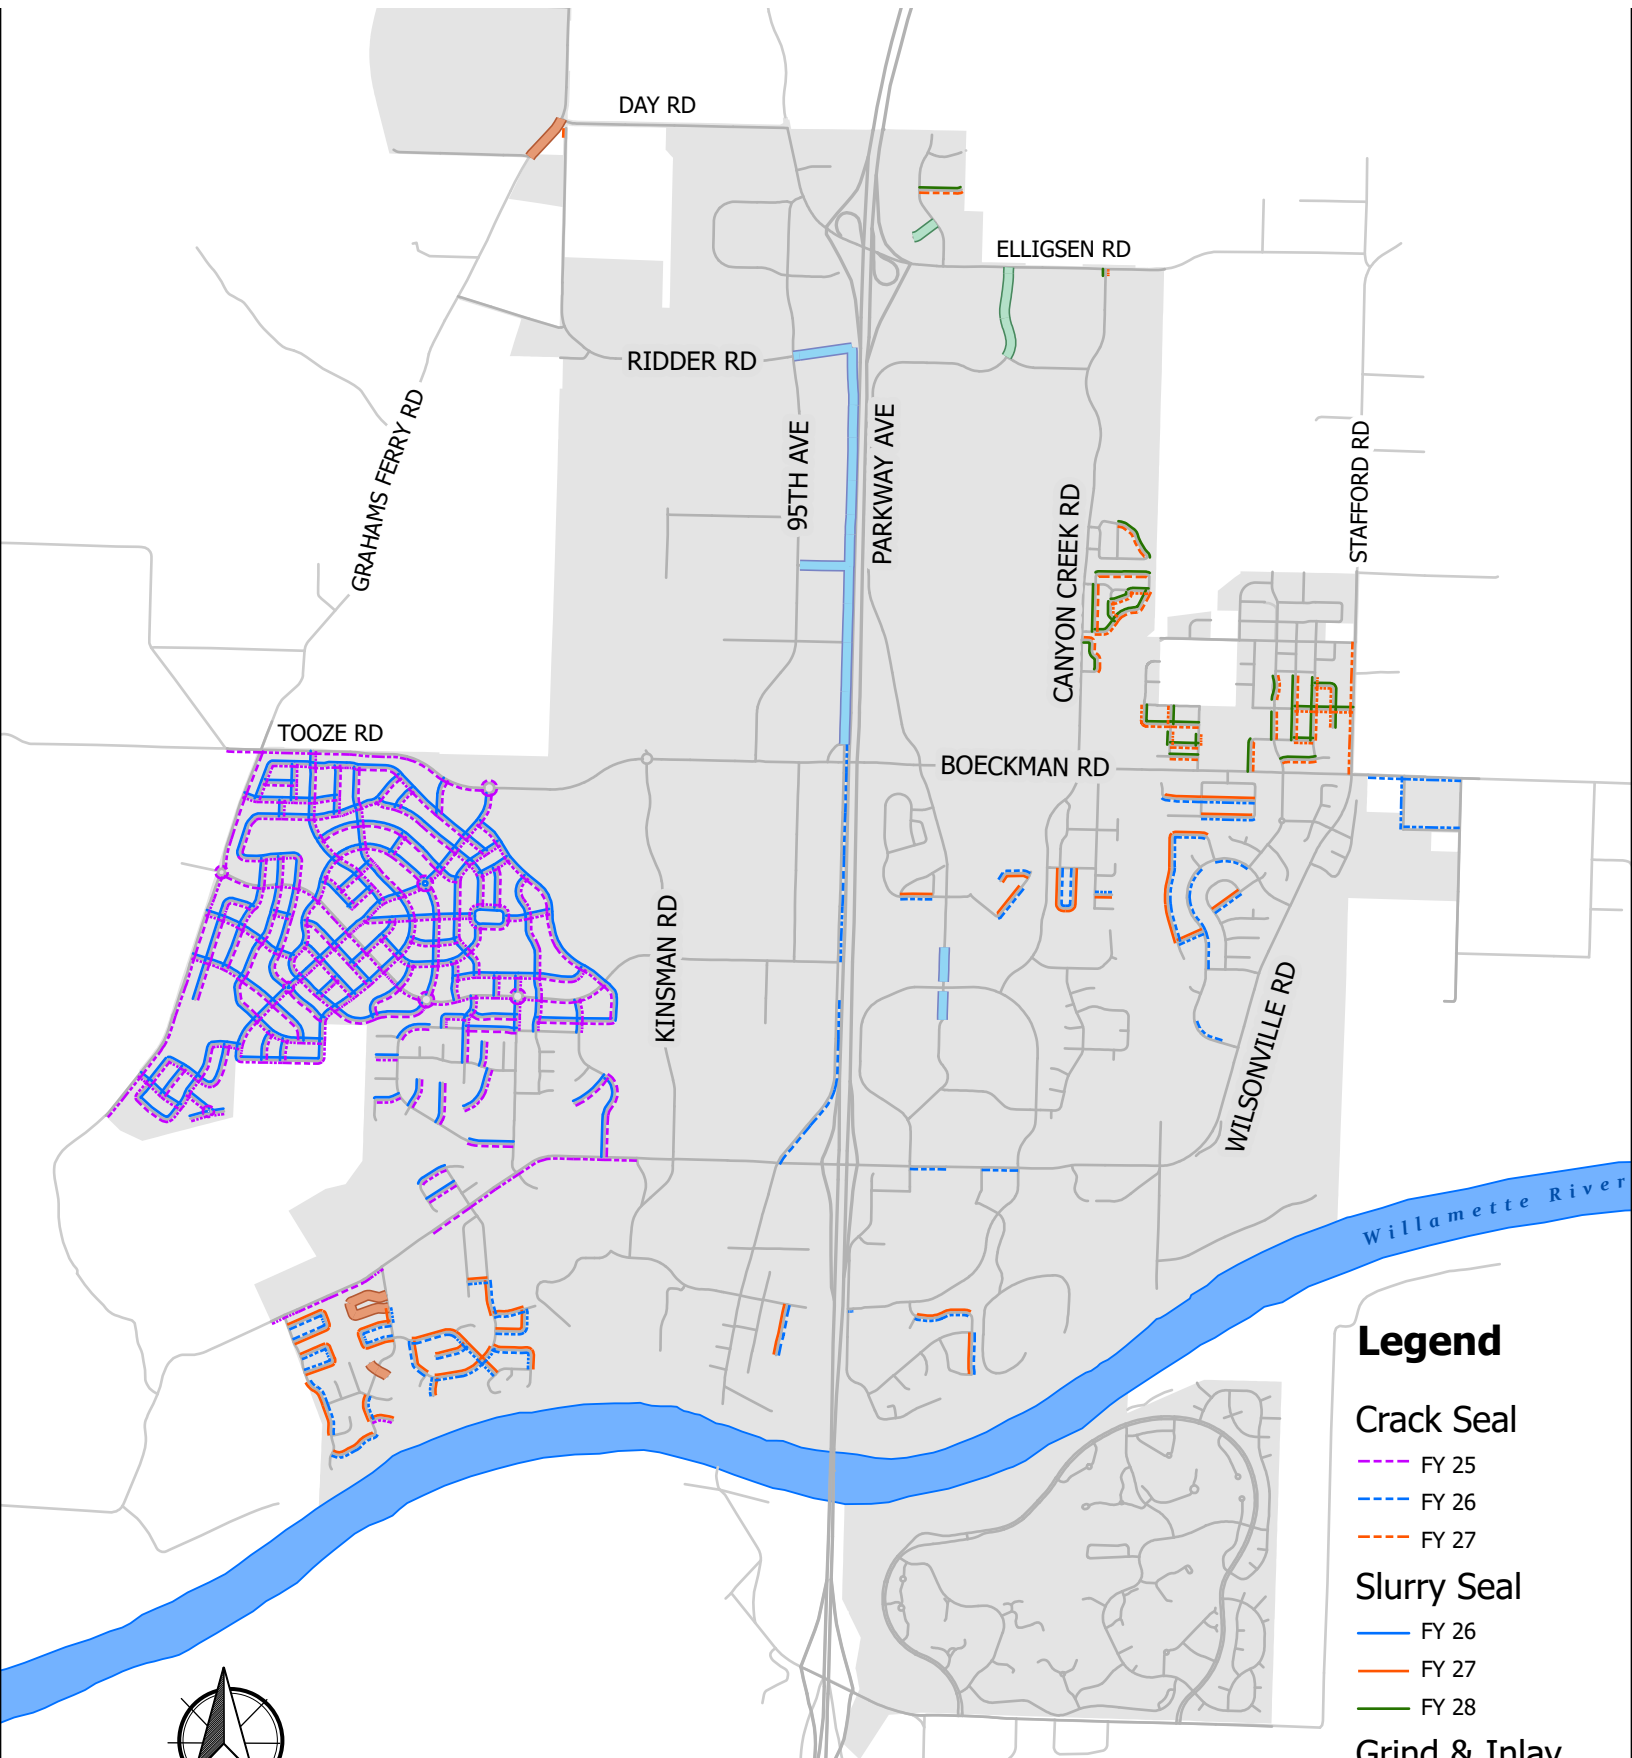 DAY RD
ELLIGSEN RD
RIDDER RD
GRAHAMS FERRY RD
95TH AVE
PARKWAY AVE
STAFFORD RD
CANYON CREEK RD
TOOZE RD
BOECKMAN RD
KINSMAN RD
WILSONVILLE RD
Willamette River
Legend
Crack Seal
FY 25
FY 26
FY 27
Slurry Seal
FY 26
FY 27
FY 28
Grind & Inlay